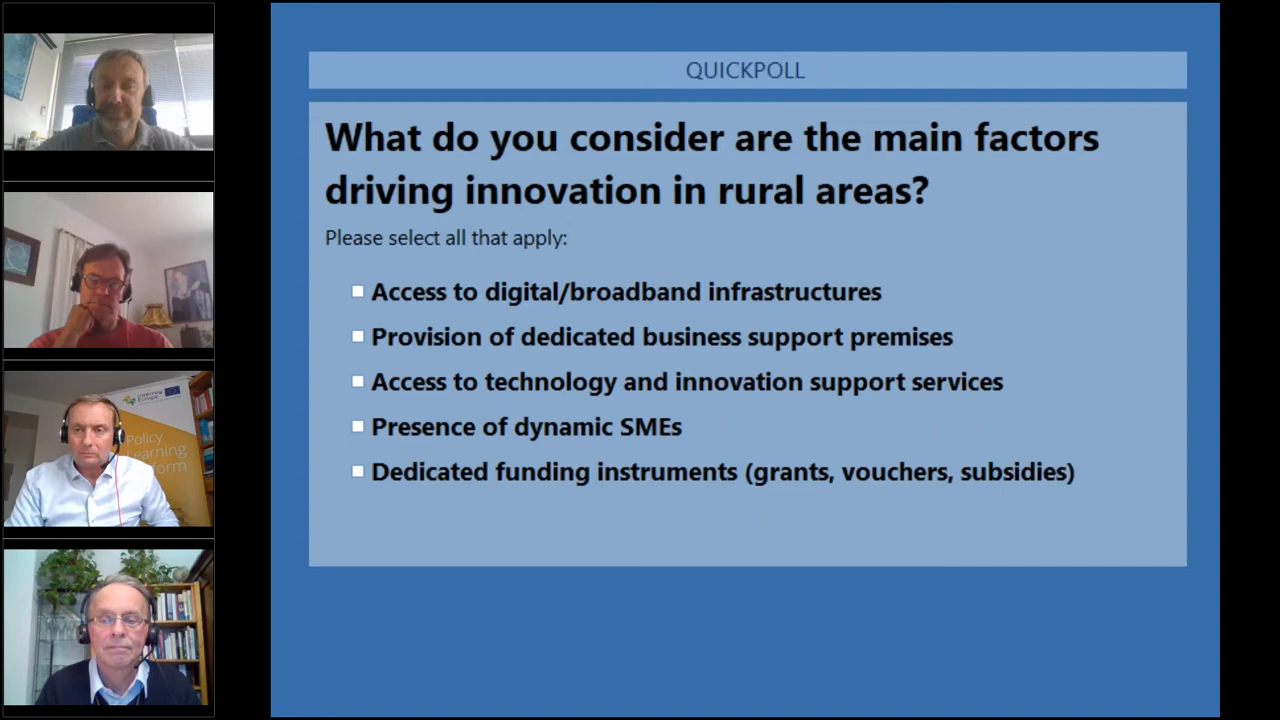 QUICKPOLL
What do you consider are the main factors
driving innovation in rural areas?
Please select all that apply:
Access to digital/broadband infrastructures
Provision of dedicated business support premises
Access to technology and innovation support services
Presence of dynamic SMEs
Dedicated funding instruments (grants, vouchers, subsidies)
Interreg
Europe
Policy